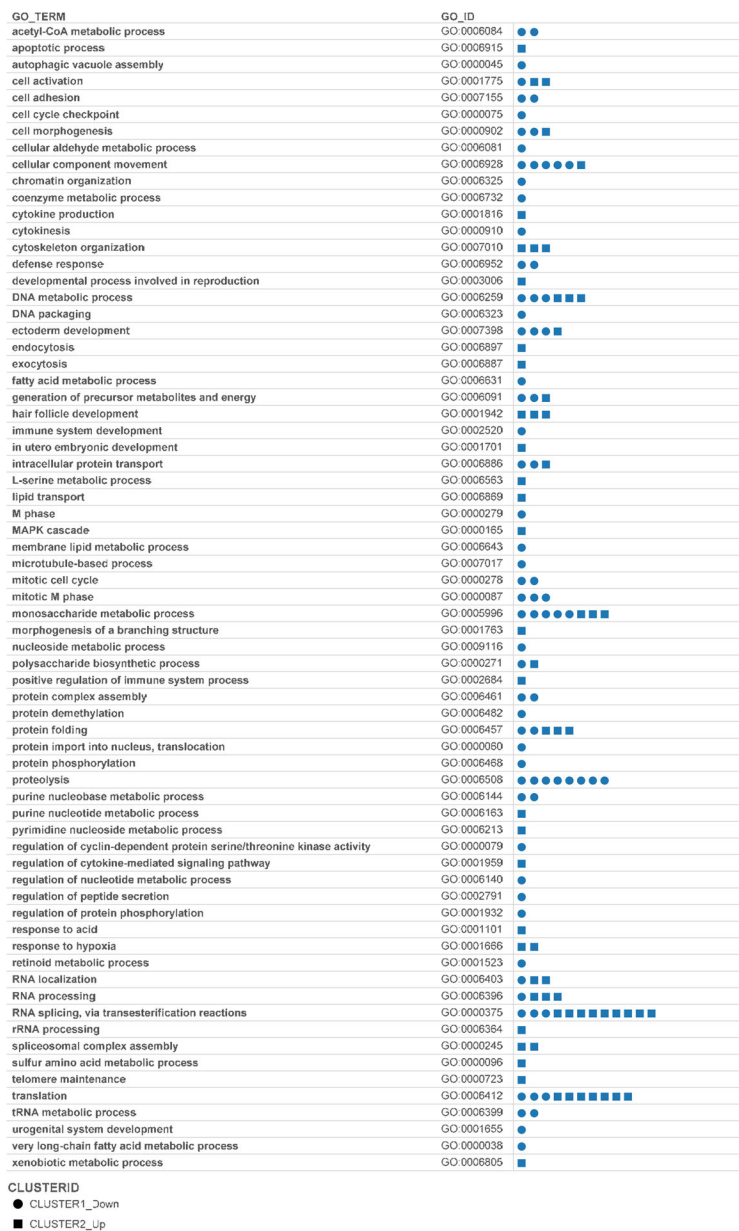 GO_TERM GO_ID
acetyl-CoA metabolic process GO:0006084
apoptotic process GO:0006915
autophagic vacuole assembly GO:0000045
cell activation GO:0001775
cell adhesion GO:0007155
cell cycle checkpoint GO:0000075
cell morphogenesis GO:0000902
cellular aldehyde metabolic process GO:0006081
cellular component movement GO:0006928
chromatin organization GO:0006325
coenzyme metabolic process GO:0006732
cytokine production GO:0001816
cytokinesis GO:0000910
cytoskeleton organization GO:0007010
defense response GO:0006952
developmental process involved in reproduction GO:0003006
DNA metabolic process GO:0006259
DNA packaging GO:0006323
ectoderm development GO:0007398
endocytosis GO:0006897
exocytosis GO:0006887
fatty acid metabolic process GO:0006631
generation of precursor metabolites and energy GO:0006091
hair follicle development GO:0001942
immune system development GO:0002520
in utero embryonic development GO:0001701
intracellular protein transport GO:0006886
L-serine metabolic process GO:0006563
lipid transport GO:0006869
M phase GO:0000279
MAPK cascade GO:0000165
membrane lipid metabolic process GO:0006643
microtubule-based process GO:0007017
mitotic cell cycle GO:0000278
mitotic M phase GO:0000087
monosaccharide metabolic process GO:0005996
morphogenesis of a branching structure GO:0001763
nucleoside metabolic process GO:0009116
polysaccharide biosynthetic process GO:0000271
positive regulation of immune system process GO:0002684
protein complex assembly GO:0006461
protein demethylation GO:0006482
protein folding GO:0006457
protein import into nucleus, translocation GO:0000060
protein phosphorylation GO:0006468
proteolysis GO:0006508
purine nucleobase metabolic process GO:0006144
purine nucleotide metabolic process GO:0006163
pyrimidine nucleoside metabolic process GO:0006213
regulation of cyclin-dependent protein serine/threonine kinase activity GO:0000079
regulation of cytokine-mediated signaling pathway GO:0001959
regulation of nucleotide metabolic process GO:0006140
regulation of peptide secretion GO:0002791
regulation of protein phosphorylation GO:0001932
response to acid GO:0001101
response to hypoxia GO:0001666
retinoid metabolic process GO:0001523
RNA localization GO:0006403
RNA processing GO:0006396
RNA splicing, via transesterification reactions GO:0000375
rRNA processing GO:0006364
spliceosomal complex assembly GO:0000245
sulfur amino acid metabolic process GO:0000096
telomere maintenance GO:0000723
translation GO:0006412
tRNA metabolic process GO:0006399
urogenital system development GO:0001655
very long-chain fatty acid metabolic process GO:0000038
xenobiotic metabolic process GO:0006805
CLUSTERID
CLUSTER1_Down
CLUSTER2_Up